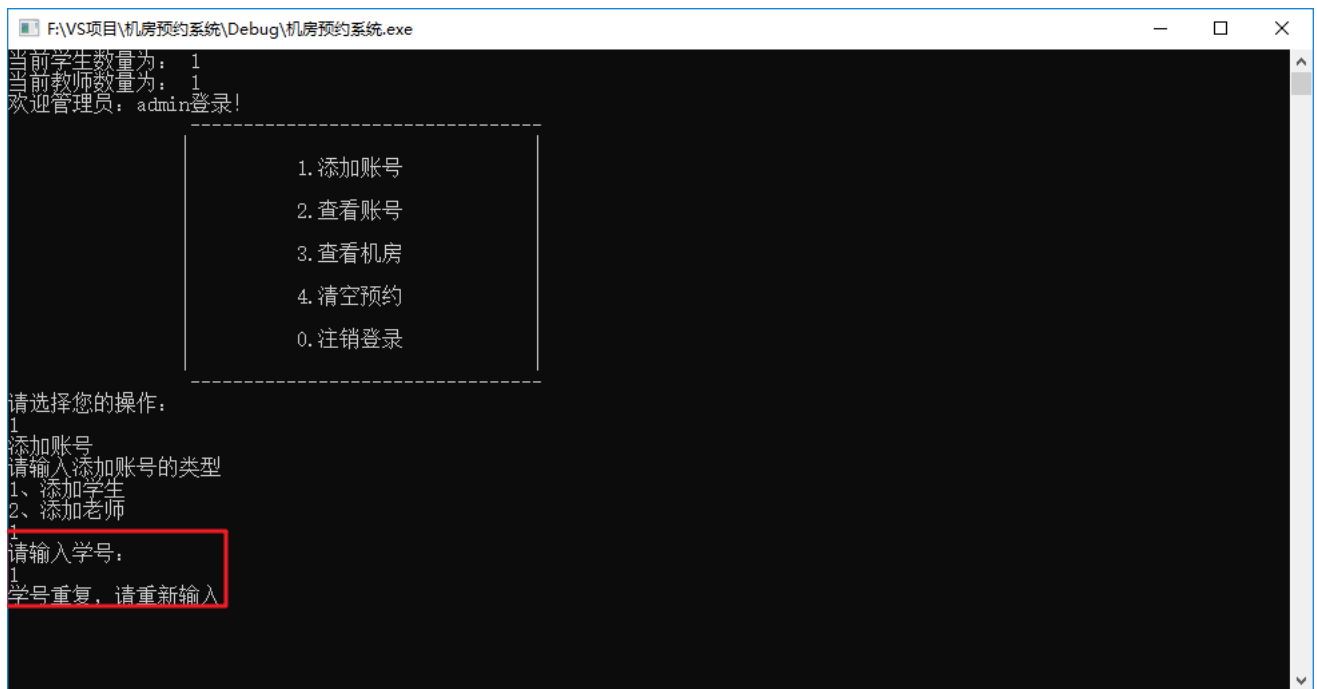 F:\VS项目\机房预约系统\Debug\机房预约系统.exe
当前学生数量为： 1
当前教师数量为： 1
欢迎管理员：admin登录！
---------------------------------
1.添加账号
2.查看账号
3.查看机房
4.清空预约
0.注销登录
---------------------------------
请选择您的操作：
1
添加账号
请输入添加账号的类型
1、添加学生
2、添加老师
1
请输入学号：
1
学号重复，请重新输入